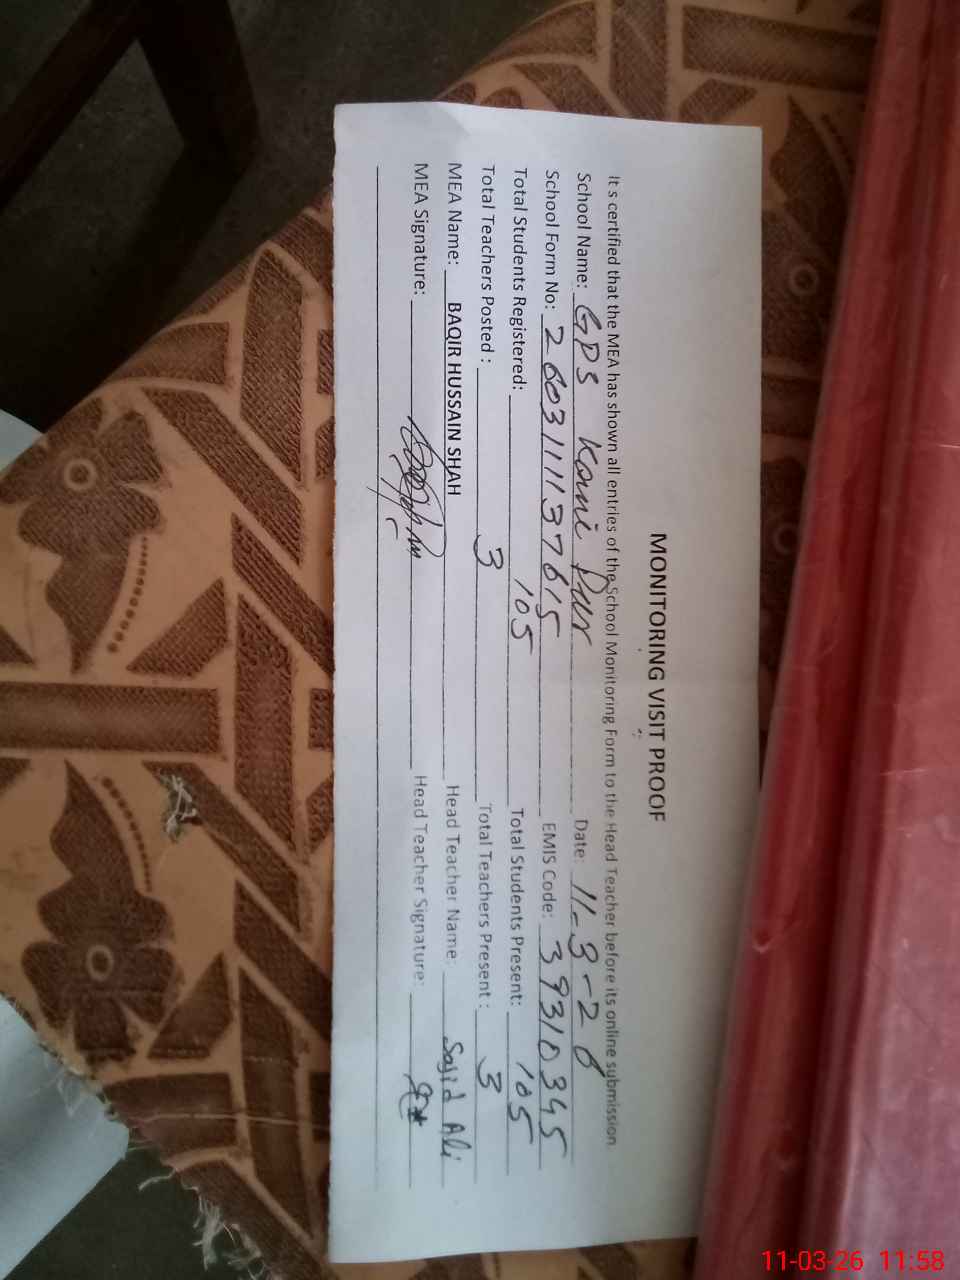 MONITORING VISIT PROOF
It s certified that the MEA has shown all entries of the School Monitoring Form to the Head Teacher before its online submission
School Name: GPS Kani Pur Date: 11-3-26
School Form No: 2603111137615 EMIS Code: 39310345
Total Students Registered: 105 Total Students Present: 105
Total Teachers Posted : 3 Total Teachers Present : 3
MEA Name: BAQIR HUSSAIN SHAH Head Teacher Name: Sajid Ali
MEA Signature: Head Teacher Signature:
11-03-26 11:58